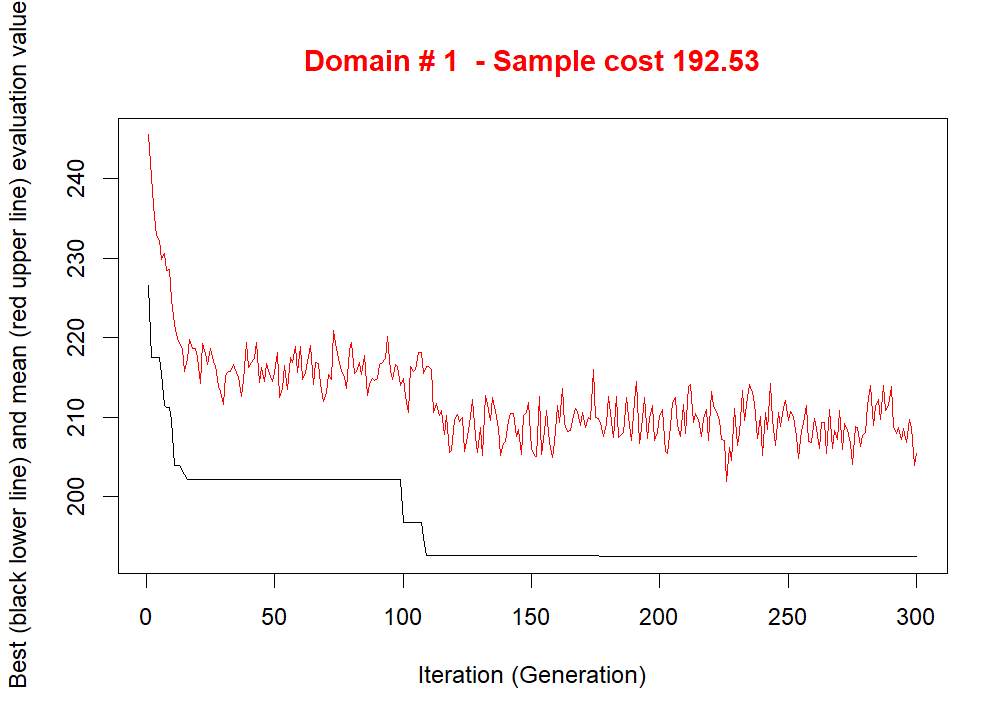 Domain # 1  - Sample cost 192.53
Best (black lower line) and mean (red upper line) evaluation value
240
230
220
210
200
0 50 100 150 200 250 300
Iteration (Generation)